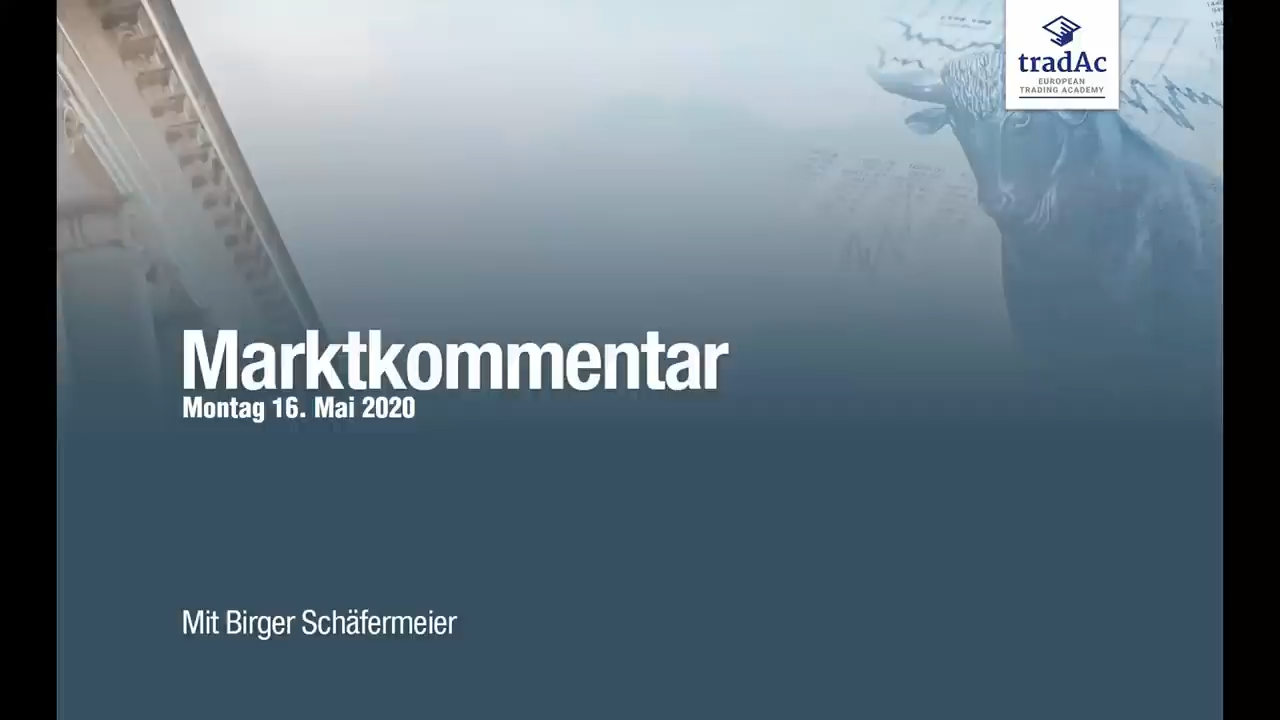 tradAc
EUROPEAN
TRADING ACADEMY
Marktkommentar
Montag 16. Mai 2020
Mit Birger Schäfermeier